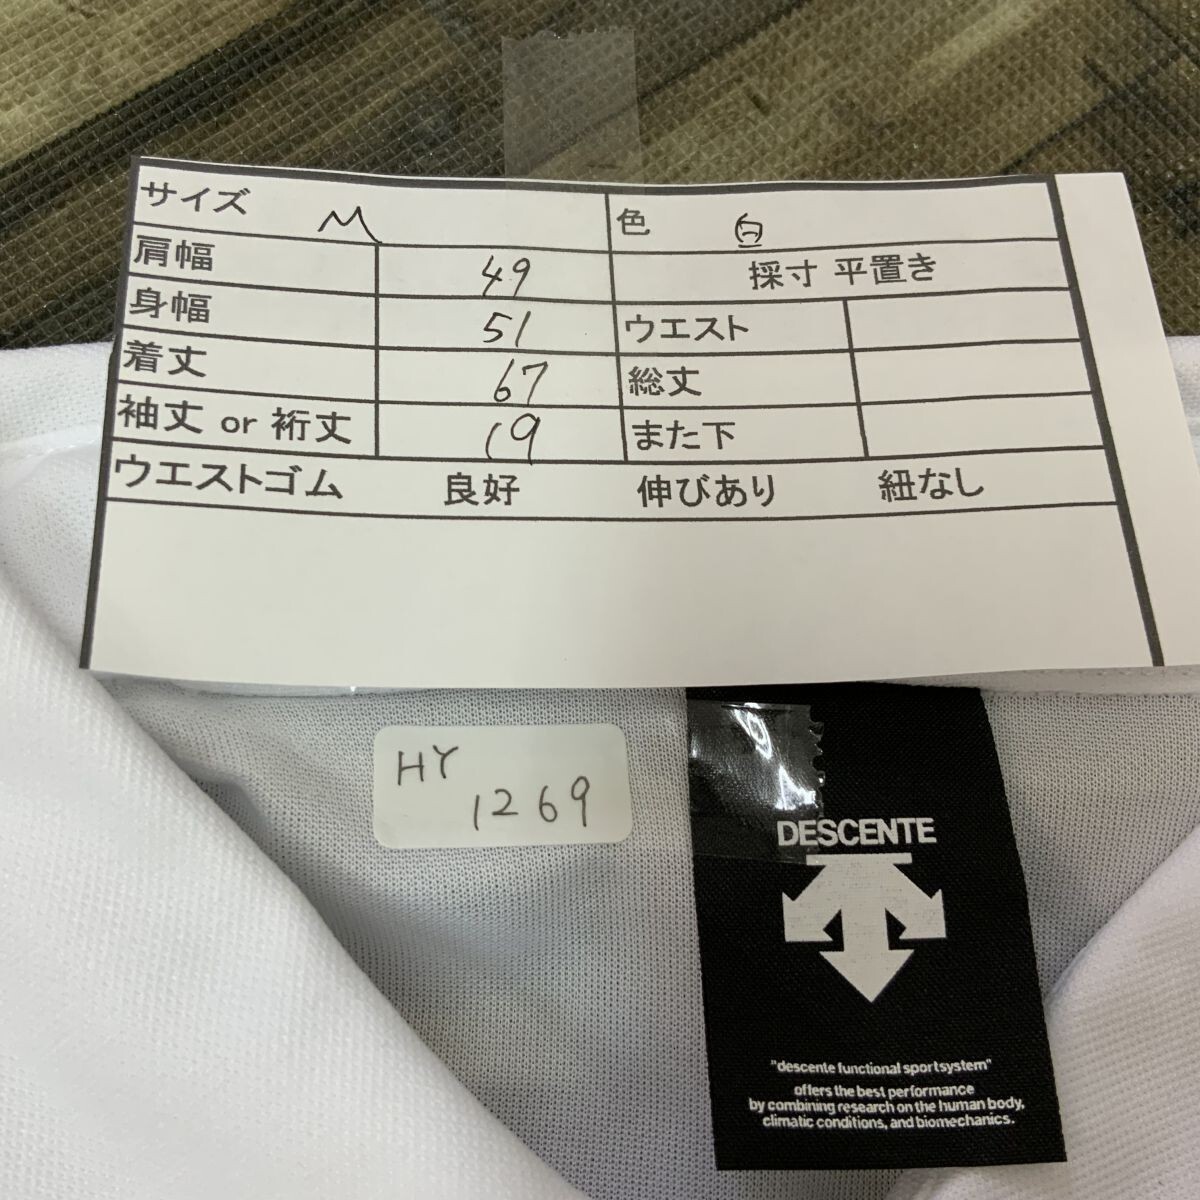 サイズ M 色 白
肩幅 49 採寸 平置き
身幅 51 ウエスト
着丈 67 総丈
袖丈 or 裄丈 19 また下
ウエストゴム 良好 伸びあり 紐なし
HY
1269
DESCENTE
"descente functional sportsystem"
offers the best performance
by combining research on the human body,
climatic conditions, and biomechanics.